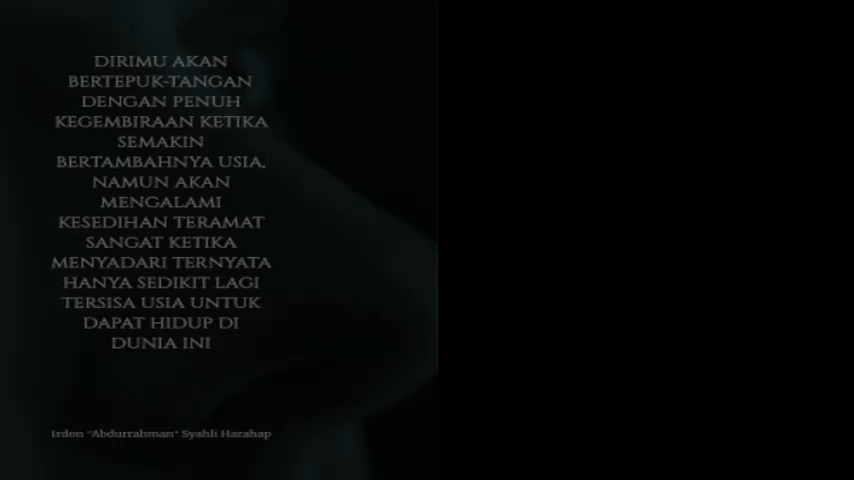 DIRIMU AKAN
BERTEPUK-TANGAN
DENGAN PENUH
KEGEMBIRAAN KETIKA
SEMAKIN
BERTAMBAHNYA USIA,
NAMUN AKAN
MENGALAMI
KESEDIHAN TERAMAT
SANGAT KETIKA
MENYADARI TERNYATA
HANYA SEDIKIT LAGI
TERSISA USIA UNTUK
DAPAT HIDUP DI
DUNIA INI
Irdon "Abdurrahman" Syahli Harahap